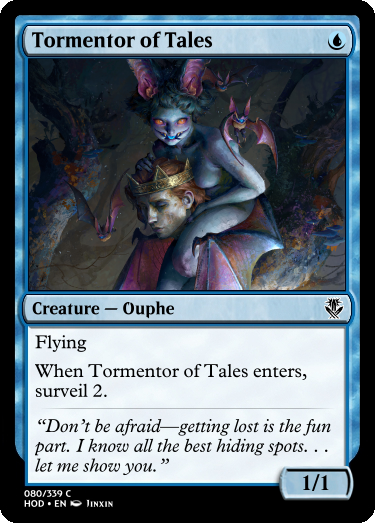 Tormentor of Tales
Creature — Ouphe
Flying
When Tormentor of Tales enters,
surveil 2.
“Don’t be afraid—getting lost is the fun
part. I know all the best hiding spots. . .
let me show you.”
1/1
080/339 C
HOD • EN JINXIN